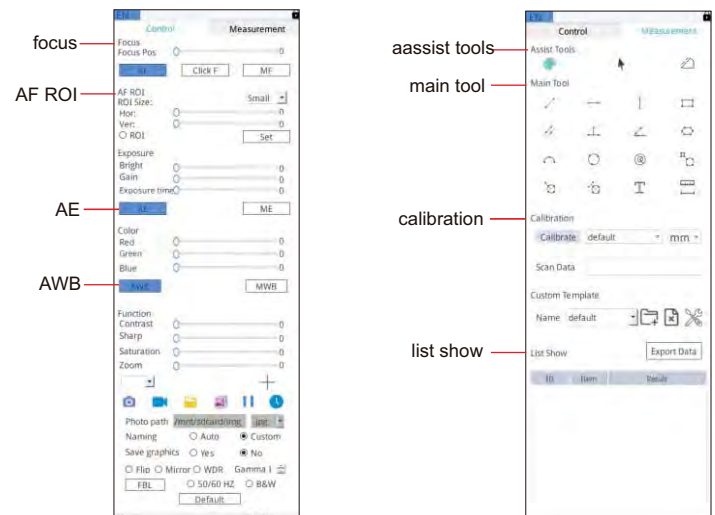 EN
Control Measurement
focus
Focus
Focus Pos 0
AF Click F MF
AF ROI
AF ROI
ROI Size: Small
Hor: 0
Ver: 0
ROI Set
Exposure
Bright 0
Gain 0
Exposure time 0
AE
AE ME
Color
Red 0
Green 0
Blue 0
AWB
AWB MWB
Function
Contrast 0
Sharp 0
Saturation 0
Zoom 0
Photo path /mnt/sdcard/img .jpg
Naming Auto Custom
Save graphics Yes No
Flip Mirror WDR Gamma 1
FBL 50/60 HZ B&W
Default
EN
Control Measurement
aassist tools
Assist Tools
main tool
Main Tool
R
T
calibration
Calibration
Calibrate default mm
Scan Data
Custom Template
Name default
list show
List Show Export Data
ID Item Result